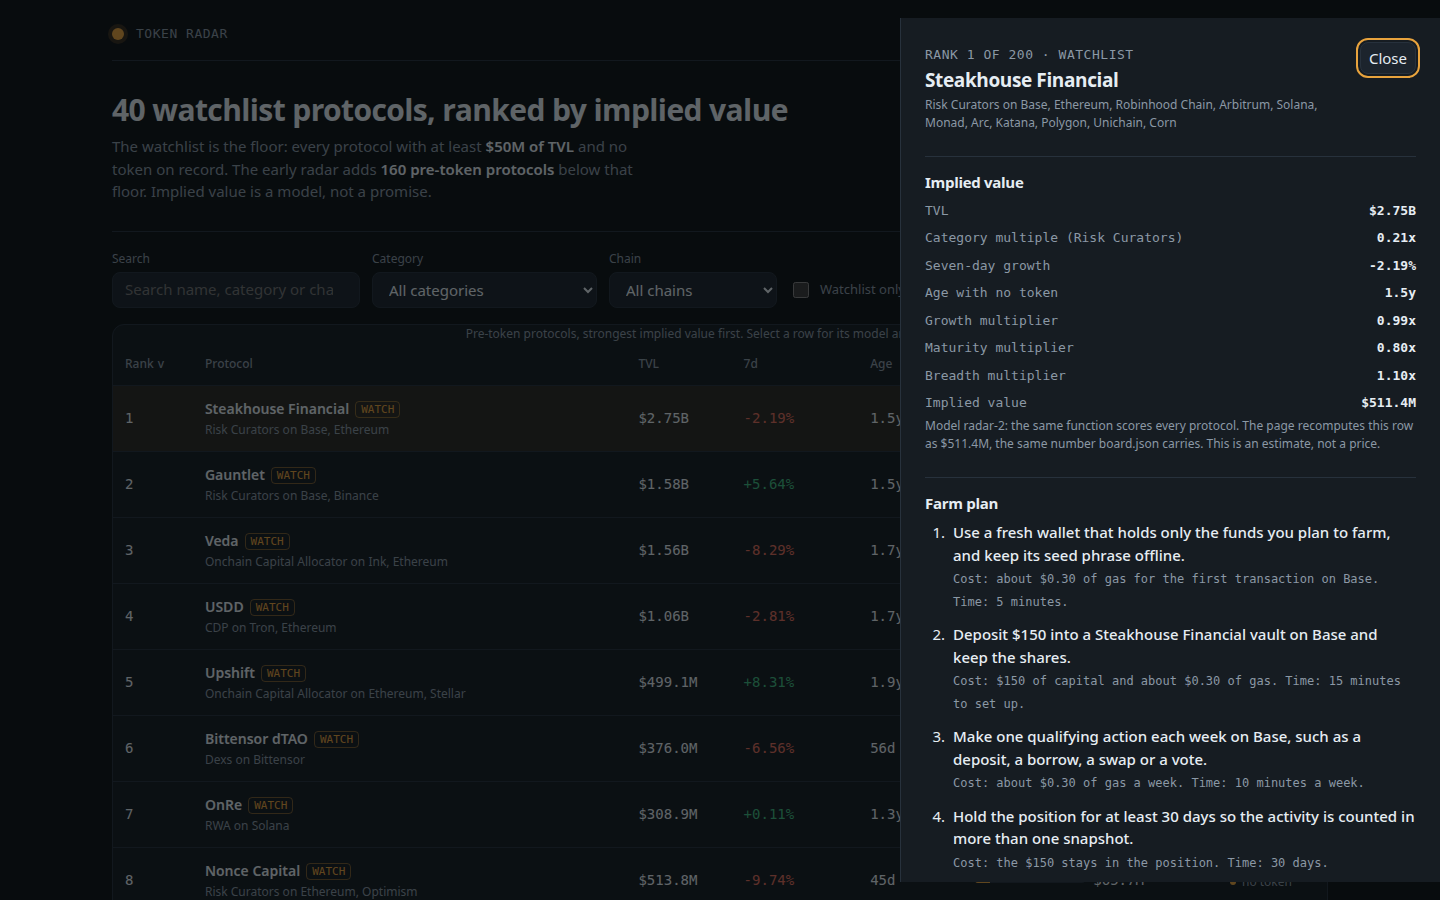 TOKEN RADAR
40 watchlist protocols, ranked by implied value
The watchlist is the floor: every protocol with at least $50M of TVL and no
token on record. The early radar adds 160 pre-token protocols below that
floor. Implied value is a model, not a promise.
Search
Category
Chain
Search name, category or cha
All categories
All chains
Watchlist only
Pre-token protocols, strongest implied value first. Select a row for its model
Rank v Protocol TVL 7d Age
1 Steakhouse Financial WATCH $2.75B -2.19% 1.5y
Risk Curators on Base, Ethereum
2 Gauntlet WATCH $1.58B +5.64% 1.5y
Risk Curators on Base, Binance
3 Veda WATCH $1.56B -8.29% 1.7y
Onchain Capital Allocator on Ink, Ethereum
4 USDD WATCH $1.06B -2.81% 1.7y
CDP on Tron, Ethereum
5 Upshift WATCH $499.1M +8.31% 1.9y
Onchain Capital Allocator on Ethereum, Stellar
6 Bittensor dTAO WATCH $376.0M -6.56% 56d
Dexs on Bittensor
7 OnRe WATCH $308.9M +0.11% 1.3y
RWA on Solana
8 Nonce Capital WATCH $513.8M -9.74% 45d
Risk Curators on Ethereum, Optimism
no token
RANK 1 OF 200 · WATCHLIST
Close
Steakhouse Financial
Risk Curators on Base, Ethereum, Robinhood Chain, Arbitrum, Solana,
Monad, Arc, Katana, Polygon, Unichain, Corn
Implied value
TVL $2.75B
Category multiple (Risk Curators) 0.21x
Seven-day growth -2.19%
Age with no token 1.5y
Growth multiplier 0.99x
Maturity multiplier 0.80x
Breadth multiplier 1.10x
Implied value $511.4M
Model radar-2: the same function scores every protocol. The page recomputes this row
as $511.4M, the same number board.json carries. This is an estimate, not a price.
Farm plan
1. Use a fresh wallet that holds only the funds you plan to farm,
and keep its seed phrase offline.
Cost: about $0.30 of gas for the first transaction on Base.
Time: 5 minutes.
2. Deposit $150 into a Steakhouse Financial vault on Base and
keep the shares.
Cost: $150 of capital and about $0.30 of gas. Time: 15 minutes
to set up.
3. Make one qualifying action each week on Base, such as a
deposit, a borrow, a swap or a vote.
Cost: about $0.30 of gas a week. Time: 10 minutes a week.
4. Hold the position for at least 30 days so the activity is counted in
more than one snapshot.
Cost: the $150 stays in the position. Time: 30 days.